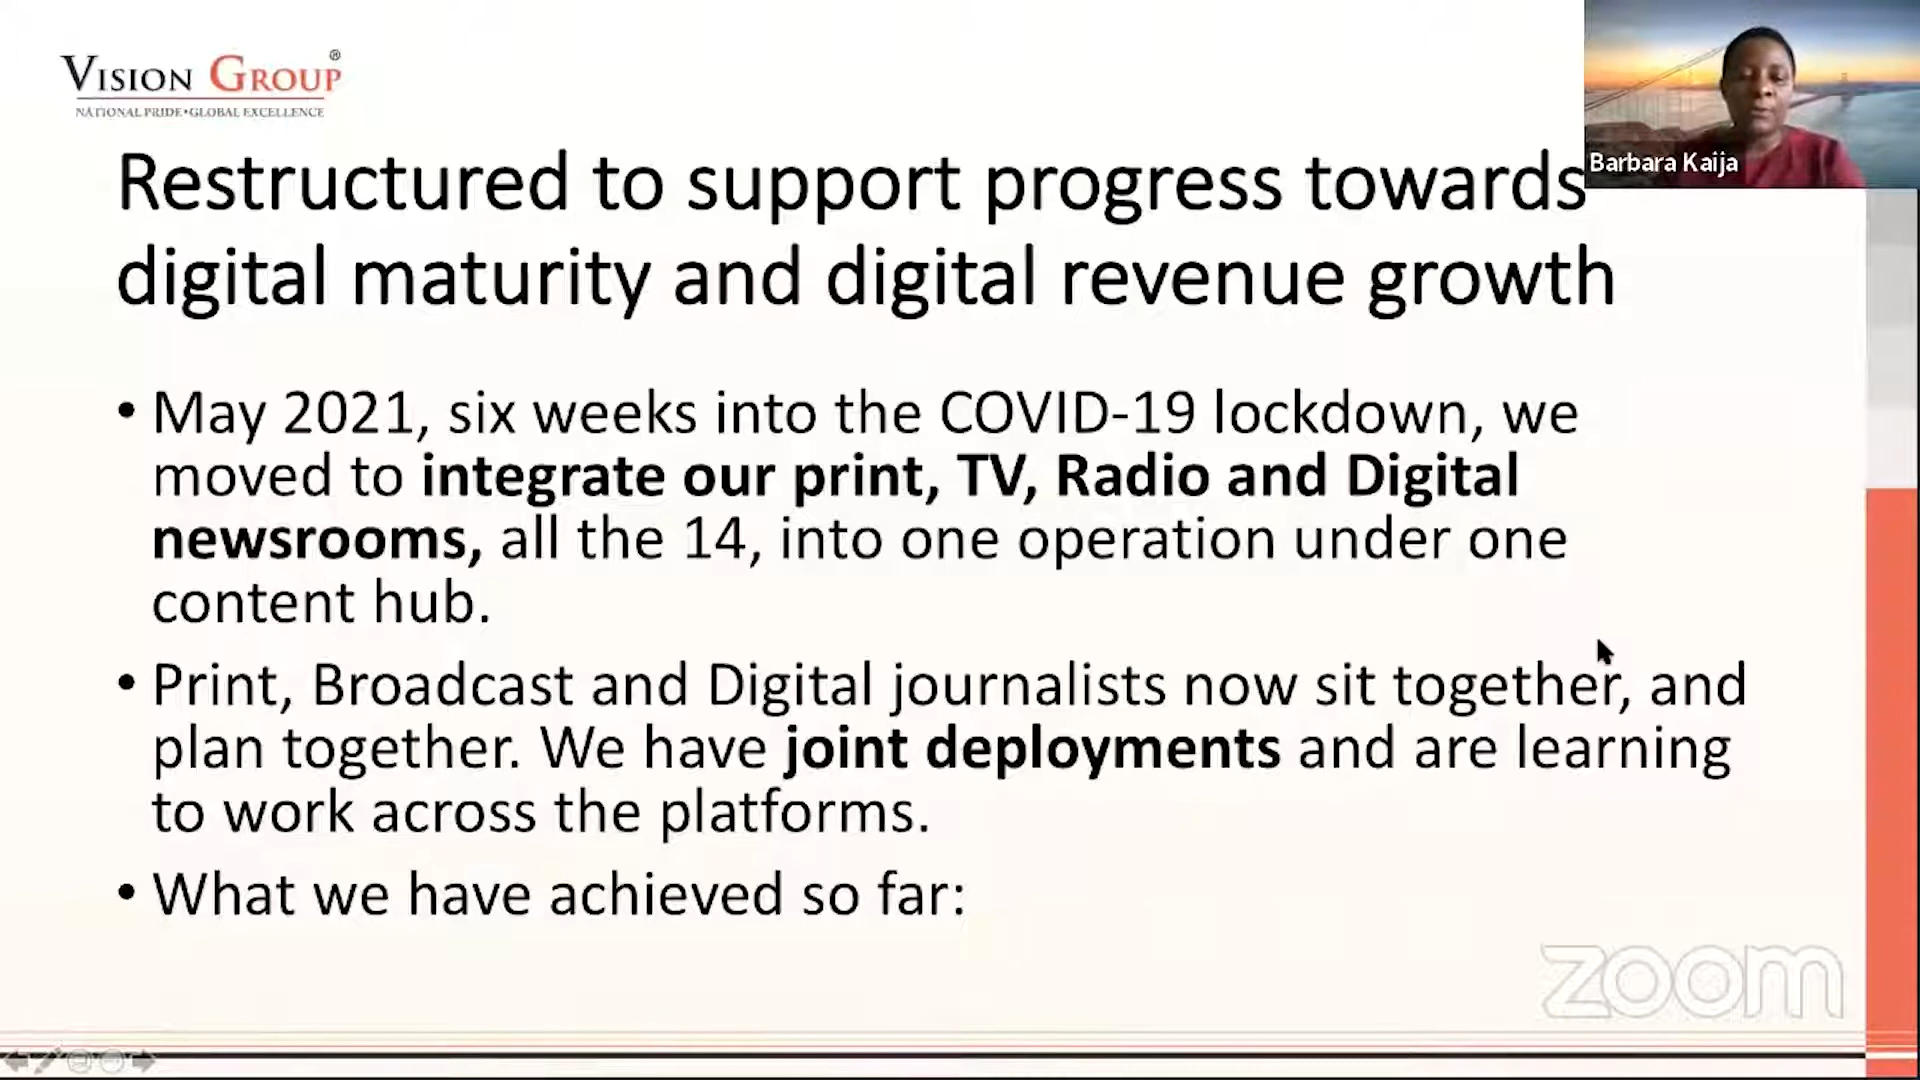 VISION GROUP®
NATIONAL PRIDE•GLOBAL EXCELLENCE
Barbara Kaija
Restructured to support progress towards
digital maturity and digital revenue growth
• May 2021, six weeks into the COVID-19 lockdown, we
moved to integrate our print, TV, Radio and Digital
newsrooms, all the 14, into one operation under one
content hub.
• Print, Broadcast and Digital journalists now sit together, and
plan together. We have joint deployments and are learning
to work across the platforms.
• What we have achieved so far:
zoom